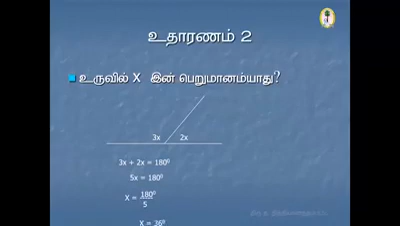 உதாரணம் 2
உருவில் X இன் பெறுமானம்யாது?
3x 2x
3x + 2x = 180⁰
5x = 180⁰
X = 180⁰
5
X = 36⁰